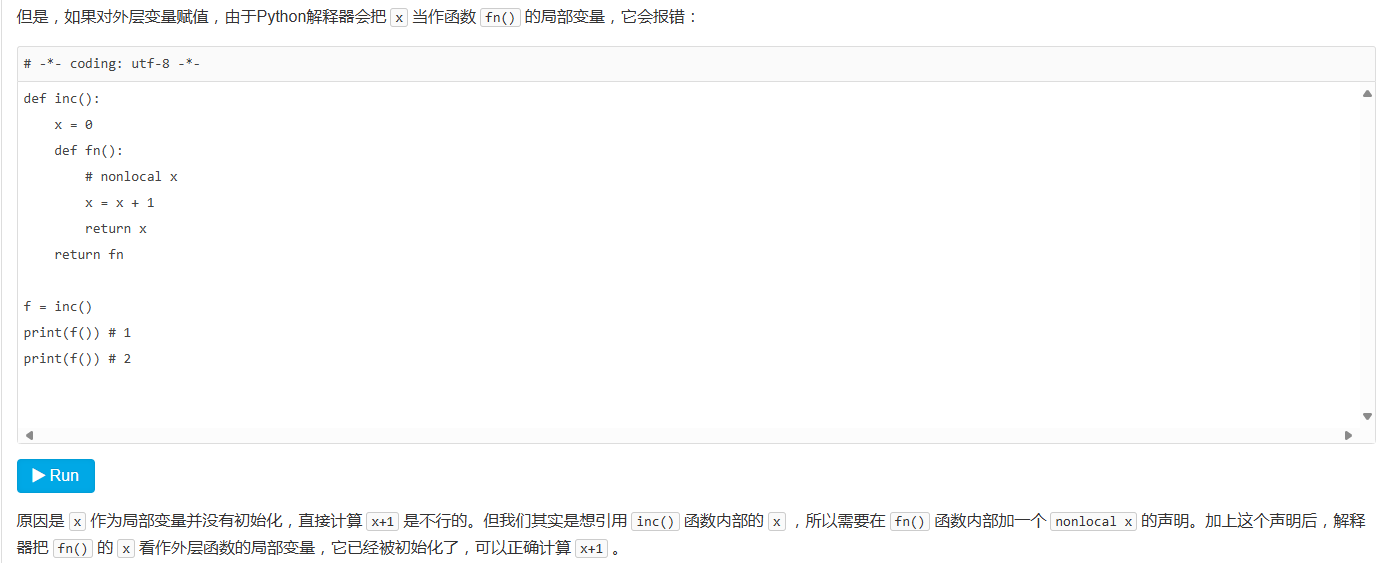 但是，如果对外层变量赋值，由于Python解释器会把 x 当作函数 fn() 的局部变量，它会报错：
# -*- coding: utf-8 -*-
def inc():
    x = 0
    def fn():
        # nonlocal x
        x = x + 1
        return x
    return fn
f = inc()
print(f()) # 1
print(f()) # 2
Run
原因是 x 作为局部变量并没有初始化，直接计算 x+1 是不行的。但我们其实是想引用 inc() 函数内部的 x ，所以需要在 fn() 函数内部加一个 nonlocal x 的声明。加上这个声明后，解释
器把 fn() 的 x 看作外层函数的局部变量，它已经被初始化了，可以正确计算 x+1 。